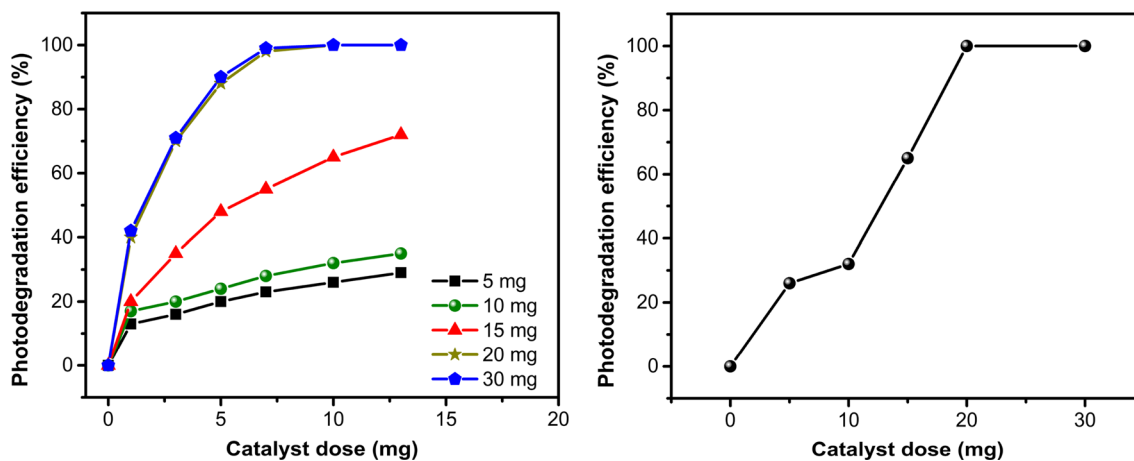 Photodegradation efficiency (%)
100
80
60
40
20
0
5 mg
10 mg
15 mg
20 mg
30 mg
0 5 10 15 20
Catalyst dose (mg)
Photodegradation efficiency (%)
100
80
60
40
20
0
0 10 20 30
Catalyst dose (mg)